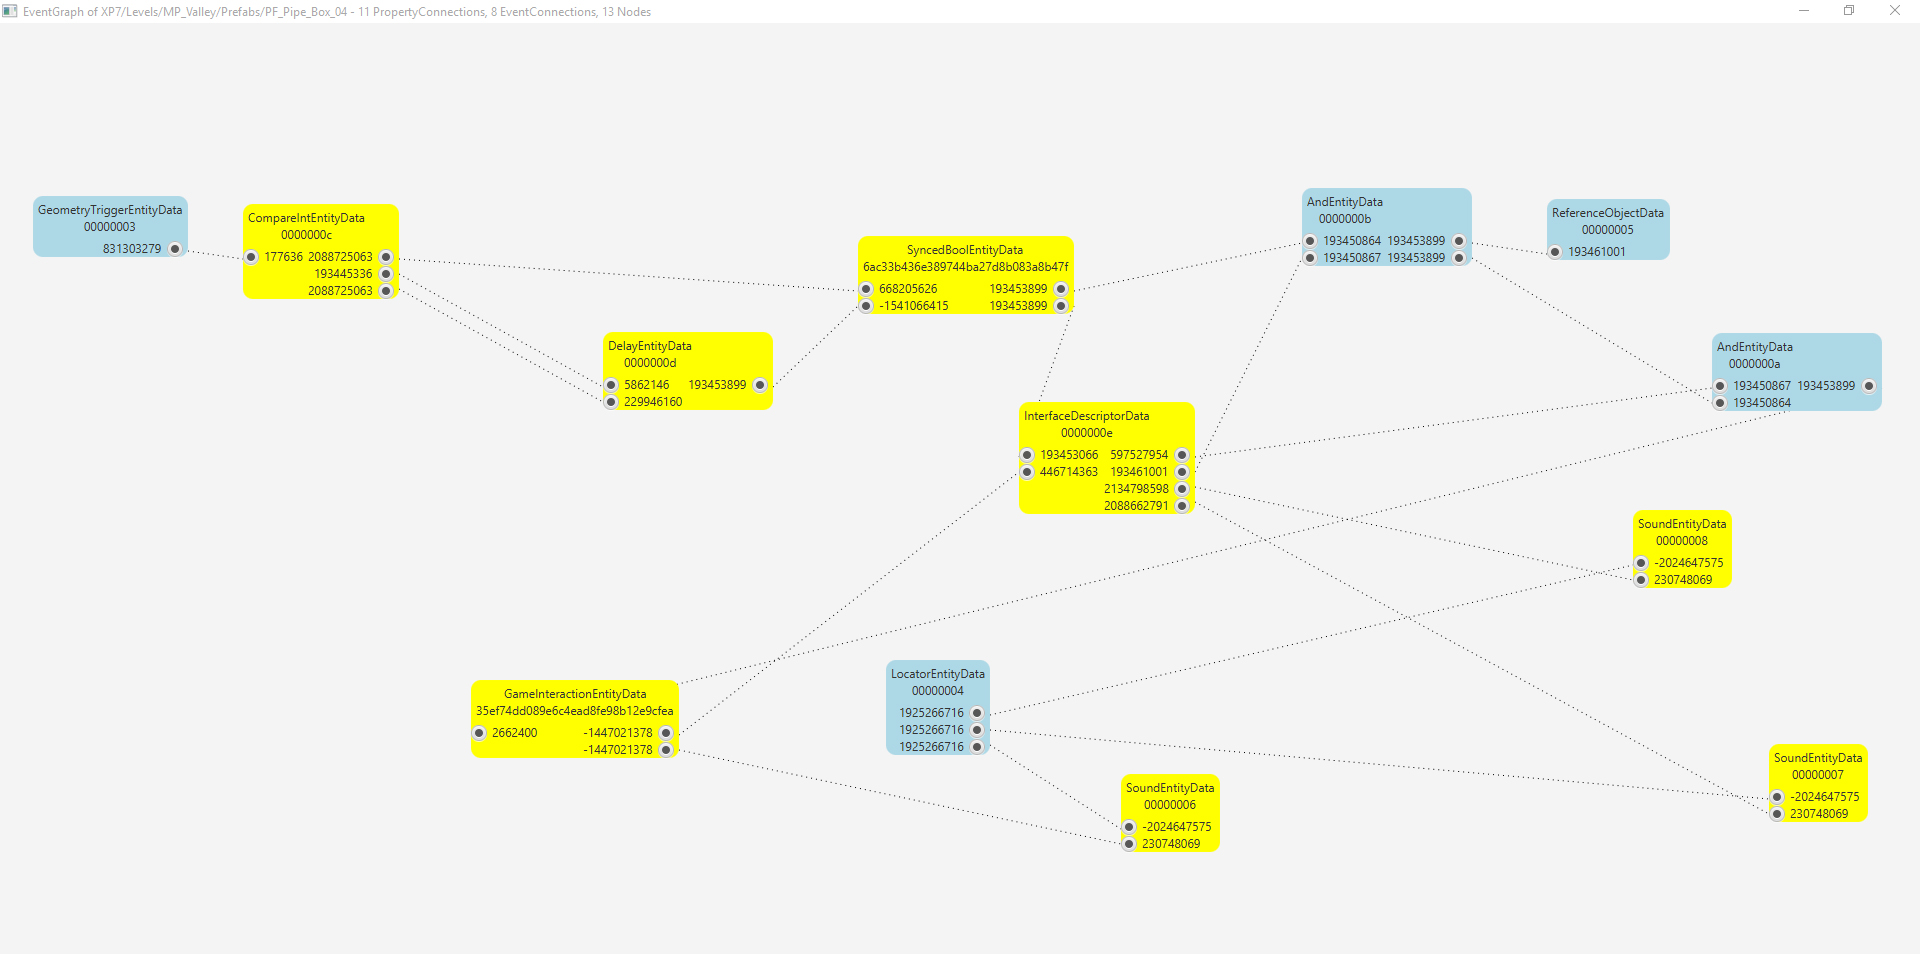 EventGraph of XP7/Levels/MP_Valley/Prefabs/PF_Pipe_Box_04 - 11 PropertyConnections, 8 EventConnections, 13 Nodes
GeometryTriggerEntityData
00000003
831303279
CompareIntEntityData
0000000c
177636 2088725063
193445336
2088725063
DelayEntityData
0000000d
5862146 193453899
229946160
SyncedBoolEntityData
6ac33b436e389744ba27d8b083a8b47f
668205626 193453899
-1541066415 193453899
InterfaceDescriptorData
0000000e
193453066 597527954
446714363 193461001
2134798598
2088662791
AndEntityData
0000000b
193450864 193453899
193450867 193453899
ReferenceObjectData
00000005
193461001
AndEntityData
0000000a
193450867 193453899
193450864
SoundEntityData
00000008
-2024647575
230748069
GameInteractionEntityData
35ef74dd089e6c4ead8fe98b12e9cfea
2662400 -1447021378
-1447021378
LocatorEntityData
00000004
1925266716
1925266716
1925266716
SoundEntityData
00000006
-2024647575
230748069
SoundEntityData
00000007
-2024647575
230748069